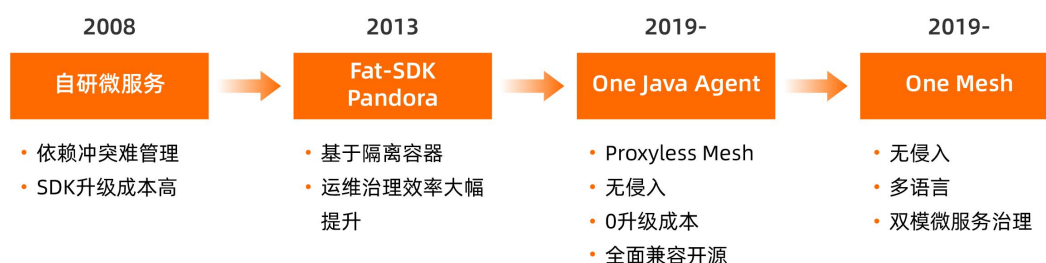 2008
自研微服务
• 依赖冲突难管理
• SDK升级成本高
2013
Fat-SDK
Pandora
• 基于隔离容器
• 运维治理效率大幅
提升
2019-
One Java Agent
• Proxyless Mesh
• 无侵入
• 0升级成本
• 全面兼容开源
2019-
One Mesh
• 无侵入
• 多语言
• 双模微服务治理